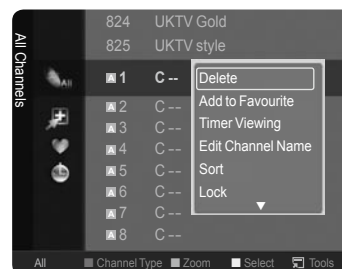 All Channels
824 UKTV Gold
825 UKTV style
All
A 1 C --
A 2 C --
A 3 C --
A 4 C --
A 5 C --
A 6 C --
A 7 C --
A 8 C --
Delete
Add to Favourite
Timer Viewing
Edit Channel Name
Sort
Lock
All Channel Type Zoom Select Tools